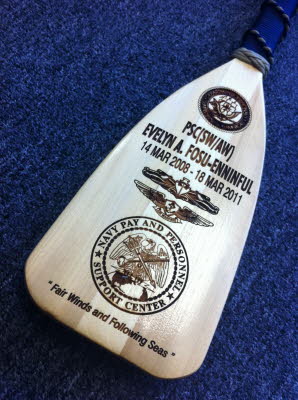 PSC(SW/AW)
EVELYN A. FOSU-ENNINFUL
14 MAR 2008 - 18 MAR 2011
NAVY PAY AND PERSONNEL
SUPPORT CENTER
"Fair Winds and Following Seas"